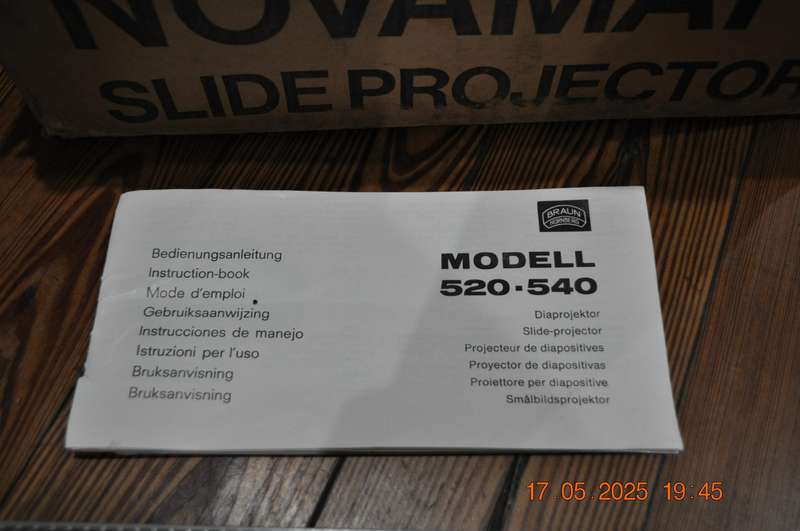 NOVAMAT
SLIDE PROJECTOR
BRAUN
NÜRNBERG
MODELL
520·540
Bedienungsanleitung
Instruction-book
Mode d'emploi
Gebruiksaanwijzing
Instrucciones de manejo
Istruzioni per l'uso
Bruksanvisning
Bruksanvisning
Diaprojektor
Slide-projector
Projecteur de diapositives
Proyector de diapositivas
Proiettore per diapositive
Småbildsprojektor
17.05.2025 19:45